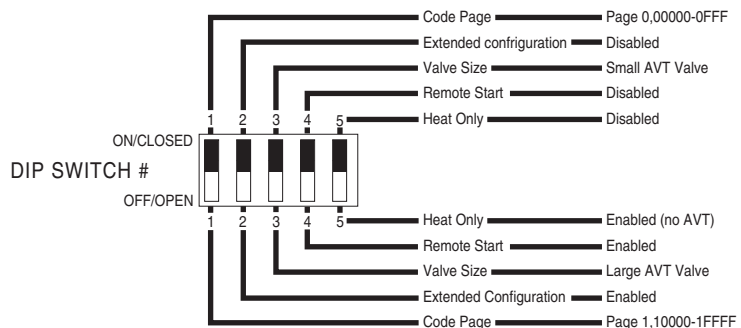 Code Page Page 0,00000-0FFF
Extended confriguration Disabled
Valve Size Small AVT Valve
Remote Start Disabled
1 2 3 4 5 Heat Only Disabled
ON/CLOSED
DIP SWITCH #
OFF/OPEN
1 2 3 4 5 Heat Only Enabled (no AVT)
Remote Start Enabled
Valve Size Large AVT Valve
Extended Configuration Enabled
Code Page Page 1,10000-1FFFF